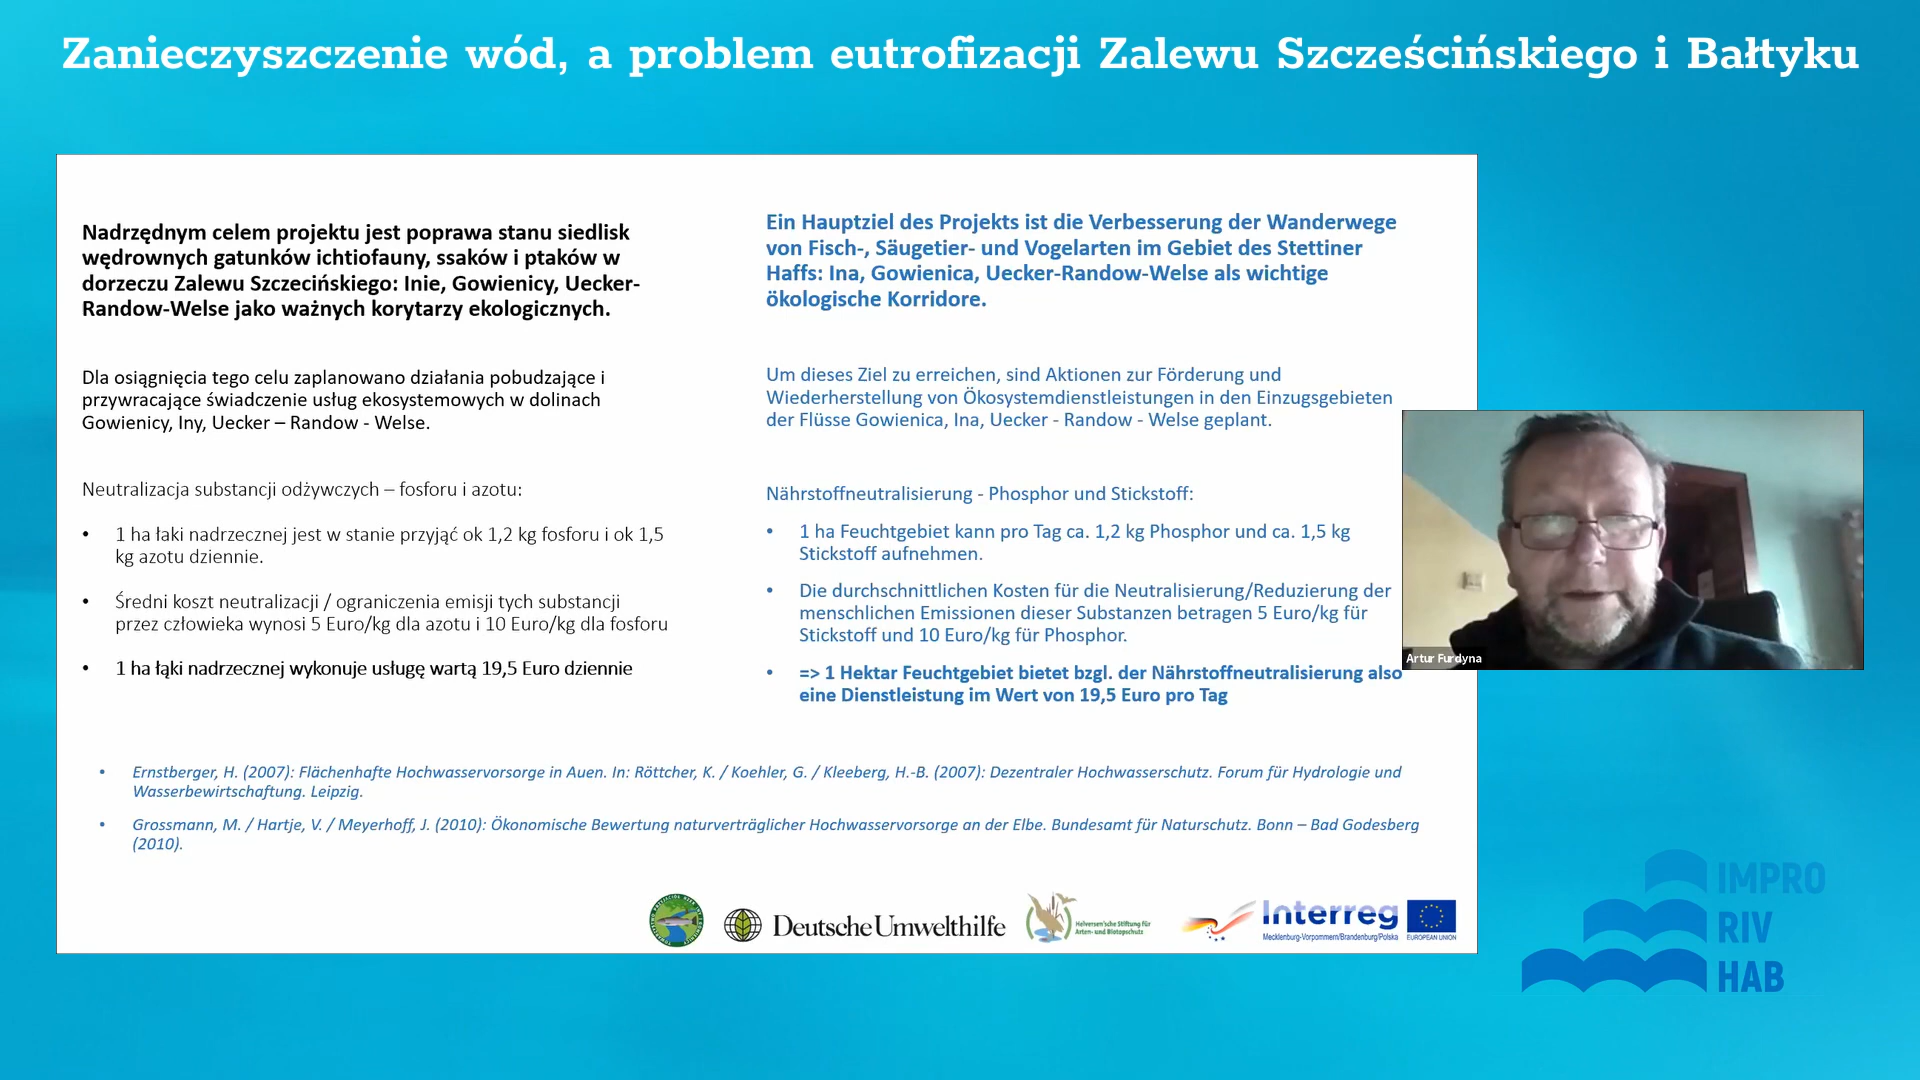 Zanieczyszczenie wód, a problem eutrofizacji Zalewu Szcześcińskiego i Bałtyku
Nadrzędnym celem projektu jest poprawa stanu siedlisk
wędrownych gatunków ichtiofauny, ssaków i ptaków w
dorzeczu Zalewu Szczecińskiego: Inie, Gowienicy, Uecker-
Randow-Welse jako ważnych korytarzy ekologicznych.
Dla osiągnięcia tego celu zaplanowano działania pobudzające i
przywracające świadczenie usług ekosystemowych w dolinach
Gowienicy, Iny, Uecker – Randow - Welse.
Neutralizacja substancji odżywczych – fosforu i azotu:
• 1 ha łaki nadrzecznej jest w stanie przyjąć ok 1,2 kg fosforu i ok 1,5
kg azotu dziennie.
• Średni koszt neutralizacji / ograniczenia emisji tych substancji
przez człowieka wynosi 5 Euro/kg dla azotu i 10 Euro/kg dla fosforu
• 1 ha łąki nadrzecznej wykonuje usługę wartą 19,5 Euro dziennie
Ein Hauptziel des Projekts ist die Verbesserung der Wanderwege
von Fisch-, Säugetier- und Vogelarten im Gebiet des Stettiner
Haffs: Ina, Gowienica, Uecker-Randow-Welse als wichtige
ökologische Korridore.
Um dieses Ziel zu erreichen, sind Aktionen zur Förderung und
Wiederherstellung von Ökosystemdienstleistungen in den Einzugsgebieten
der Flüsse Gowienica, Ina, Uecker - Randow - Welse geplant.
Nährstoffneutralisierung - Phosphor und Stickstoff:
• 1 ha Feuchtgebiet kann pro Tag ca. 1,2 kg Phosphor und ca. 1,5 kg
Stickstoff aufnehmen.
• Die durchschnittlichen Kosten für die Neutralisierung/Reduzierung der
menschlichen Emissionen dieser Substanzen betragen 5 Euro/kg für
Stickstoff und 10 Euro/kg für Phosphor.
• => 1 Hektar Feuchtgebiet bietet bzgl. der Nährstoffneutralisierung also
eine Dienstleistung im Wert von 19,5 Euro pro Tag
• Ernstberger, H. (2007): Flächenhafte Hochwasservorsorge in Auen. In: Röttcher, K. / Koehler, G. / Kleeberg, H.-B. (2007): Dezentraler Hochwasserschutz. Forum für Hydrologie und
Wasserbewirtschaftung. Leipzig.
• Grossmann, M. / Hartje, V. / Meyerhoff, J. (2010): Ökonomische Bewertung naturverträglicher Hochwasservorsorge an der Elbe. Bundesamt für Naturschutz. Bonn – Bad Godesberg
(2010).
Deutsche Umwelthilfe
Helversen'sche Stiftung für
Arten- und Biotopschutz
Interreg
Mecklenburg-Vorpommern/Brandenburg/Polska
EUROPEAN UNION
Artur Furdyna
IMPRO
RIV
HAB